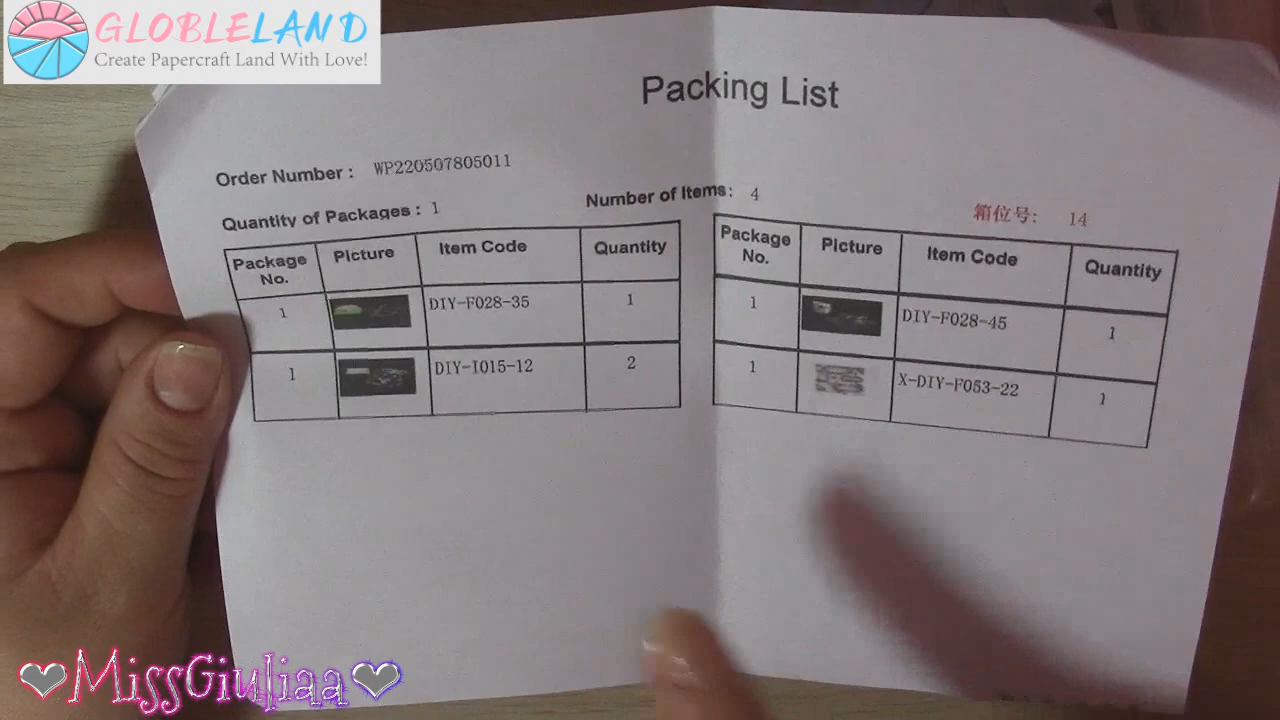 GLOBLELAND
Create Papercraft Land With Love!
Packing List
Order Number : WP220507805011
Quantity of Packages : 1
Number of Items: 4
箱位号: 14
Package No. Picture Item Code Quantity
1 DIY-F028-35 1
1 DIY-I015-12 2
Package No. Picture Item Code Quantity
1 DIY-F028-45 1
1 X-DIY-F053-22 1
MissGiuliaa